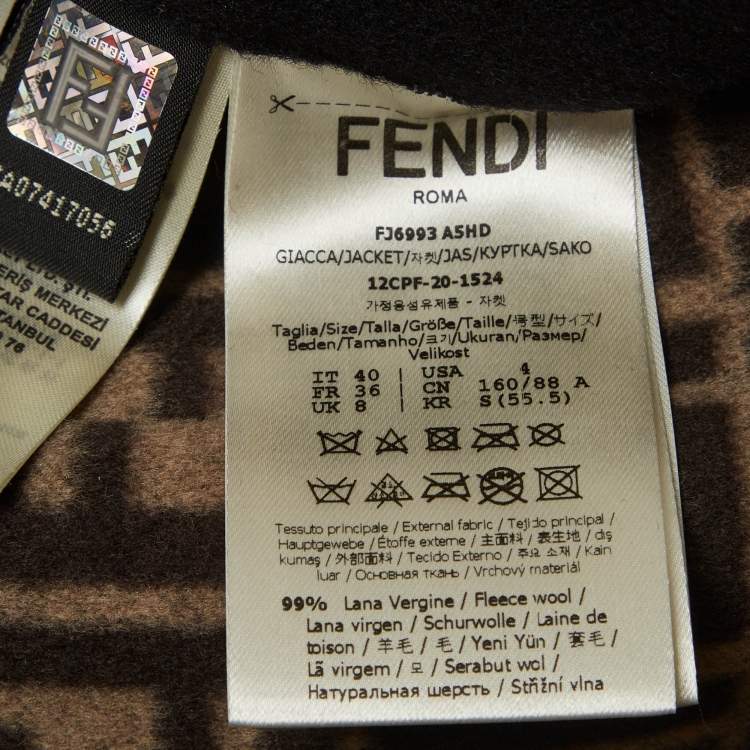 A07417056
LTD. ŞTİ.
ERİŞ MERKEZİ
AR CADDESİ
TANBUL
76
FENDI
ROMA
FJ6993 A5HD
GIACCA/JACKET/자켓/JAS/КУРТКА/SAKO
12CPF-20-1524
가정용섬유제품 - 자켓
Taglia/Size/Talla/Größe/Taille/号型/サイズ/
Beden/Tamanho/크기/Ukuran/Размер/
Velikost
IT 40 USA 4
FR 36 CN 160/88 A
UK 8 KR S(55.5)
Tessuto principale / External fabric / Tejido principal /
Hauptgewebe / Étoffe externe / 主面料 / 表生地 / dış
kumaş / 外部面料 / Tecido Externo / 주요 소재 / Kain
luar / Основная ткань / Vrchový materiál
99% Lana Vergine / Fleece wool /
Lana virgen / Schurwolle / Laine de
toison / 羊毛 / 毛 / Yeni Yün / 套毛 /
Lã virgem / 모 / Serabut wol /
Натуральная шерсть / Střižní vlna